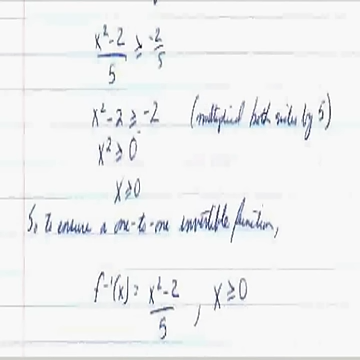 x²-2/5 ≥ -2/5
x²-2 ≥ -2 (multiplied both sides by 5)
x² ≥ 0
x ≥ 0
So to ensure a one-to-one invertible function,
f⁻¹(x) = x²-2/5 , x ≥ 0